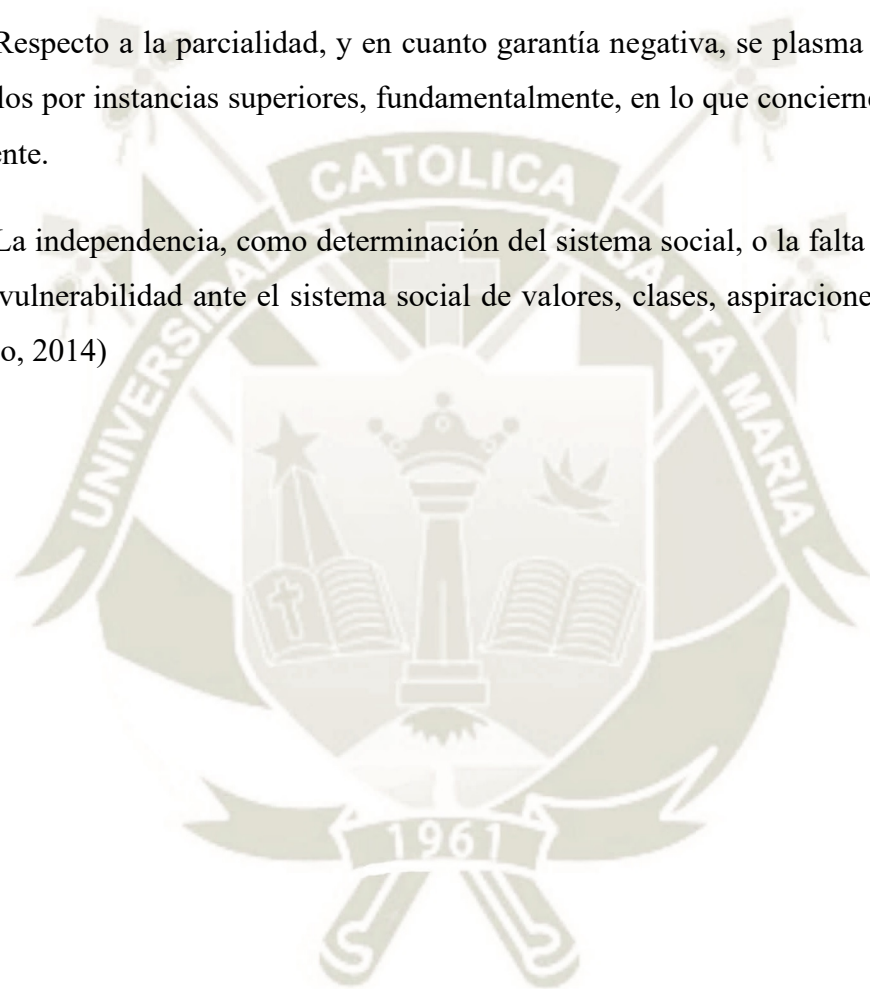 Respecto a la parcialidad, y en cuanto garantía negativa, se plasma
los por instancias superiores, fundamentalmente, en lo que concierne
ente.
La independencia, como determinación del sistema social, o la falta
vulnerabilidad ante el sistema social de valores, clases, aspiracione
o, 2014)
UNIVERSIDAD CATOLICA SANTA MARIA
1961